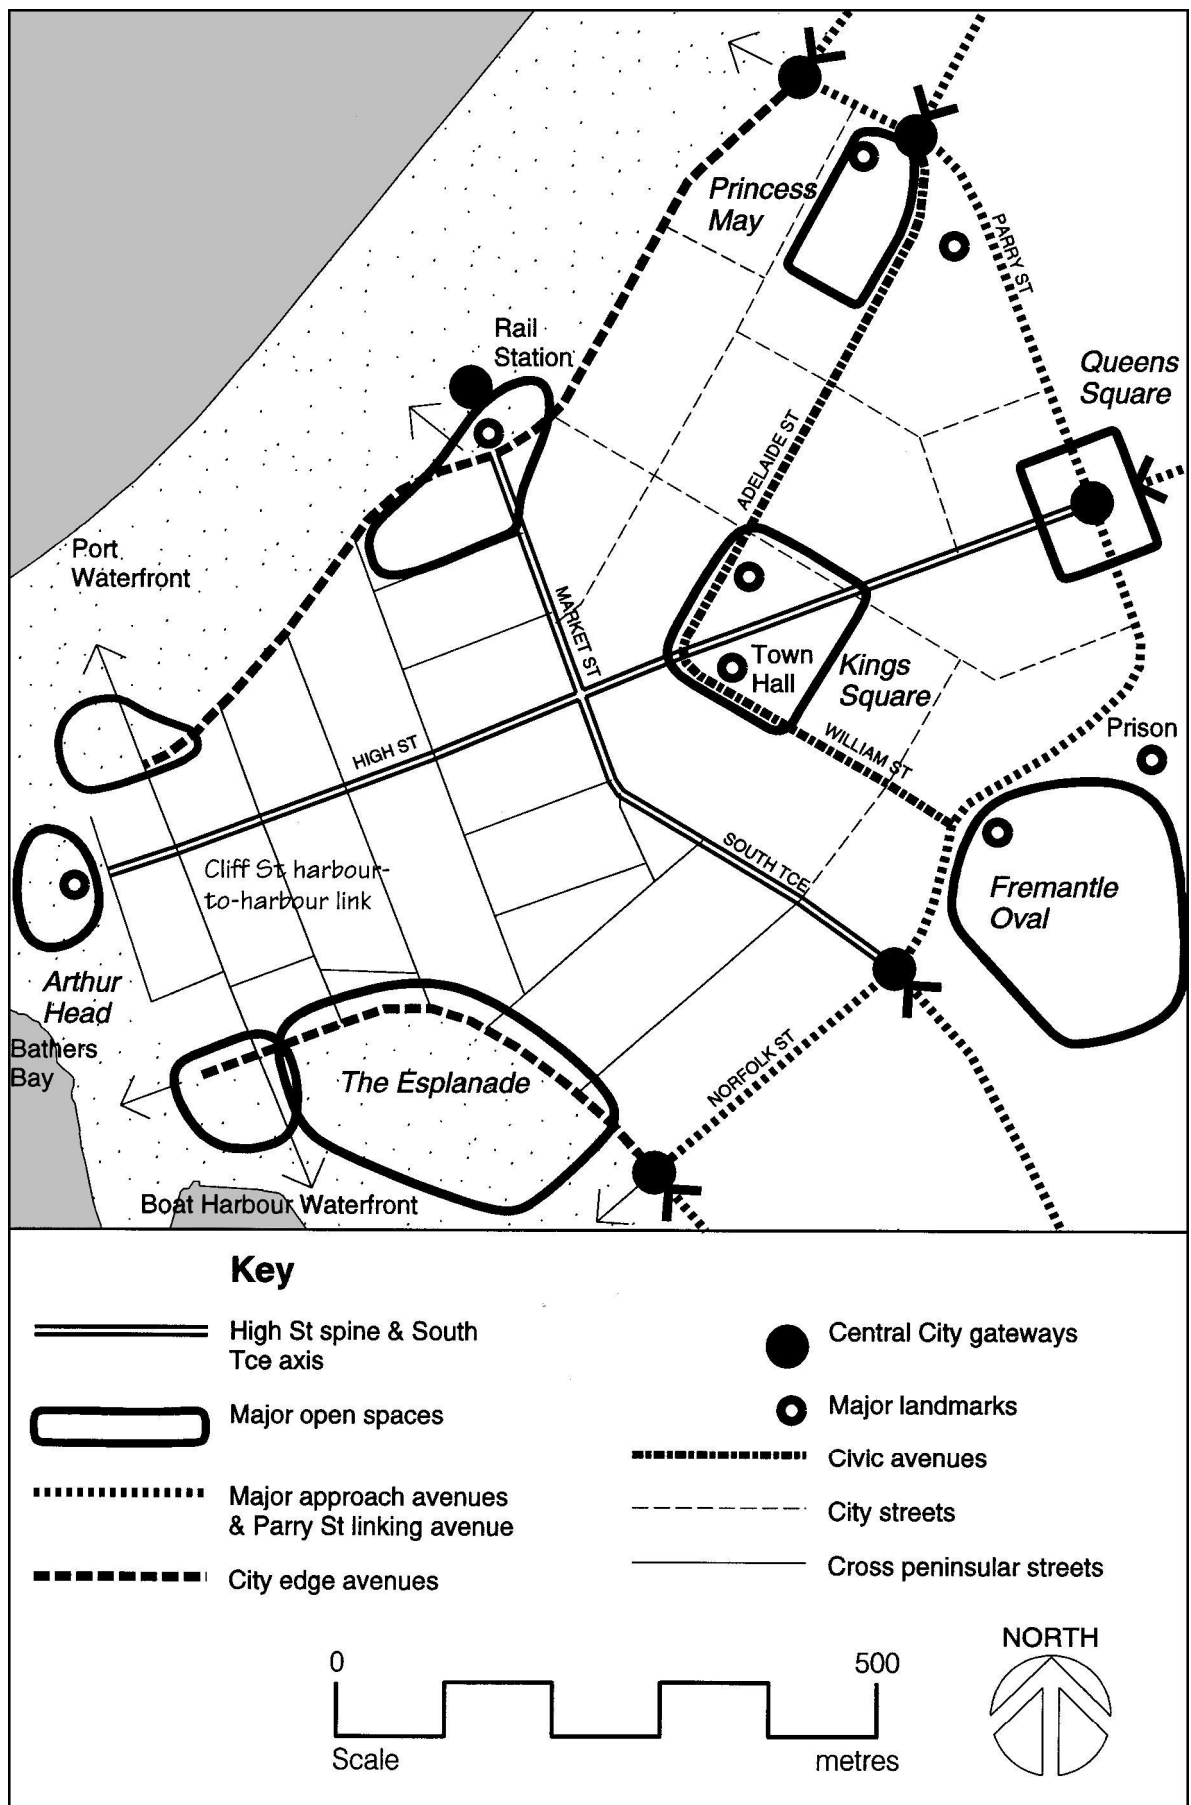 Princess
May
PARRY ST
Rail
Station
Queens
Square
ADELAIDE ST
Port
Waterfront
MARKET ST
Town
Hall
Kings
Square
Prison
HIGH ST
WILLIAM ST
Cliff St harbour-
to-harbour link
SOUTH TCE
Fremantle
Oval
Arthur
Head
Bathers
Bay
The Esplanade
NORFOLK ST
Boat Harbour Waterfront
Key
High St spine & South
Tce axis
Major open spaces
Major approach avenues
& Parry St linking avenue
City edge avenues
Central City gateways
Major landmarks
Civic avenues
City streets
Cross peninsular streets
0
500
Scale
metres
NORTH